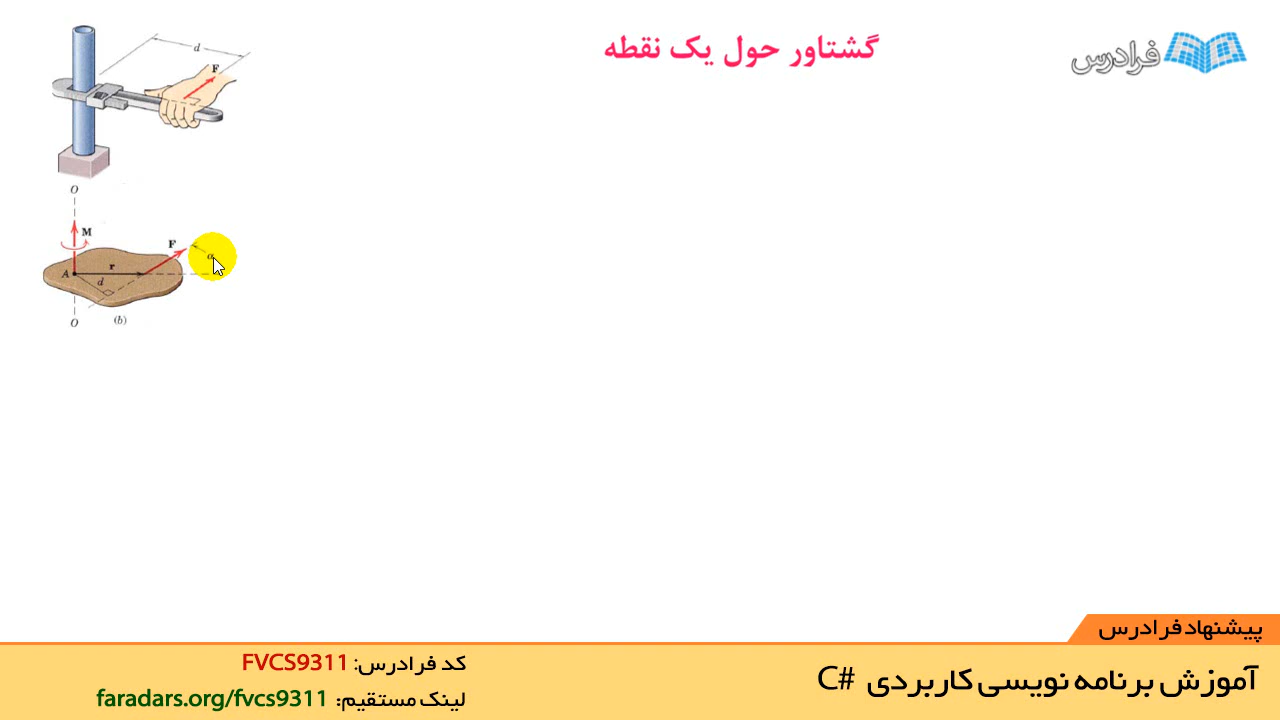 گشتاور حول یک نقطه
فرادرس
d
F
O
M
F
α
A
r
d
O
(b)
پیشنهاد فرادرس
آموزش برنامه نویسی کاربردی C#
کد فرادرس: FVCS9311
لینک مستقیم: faradars.org/fvcs9311